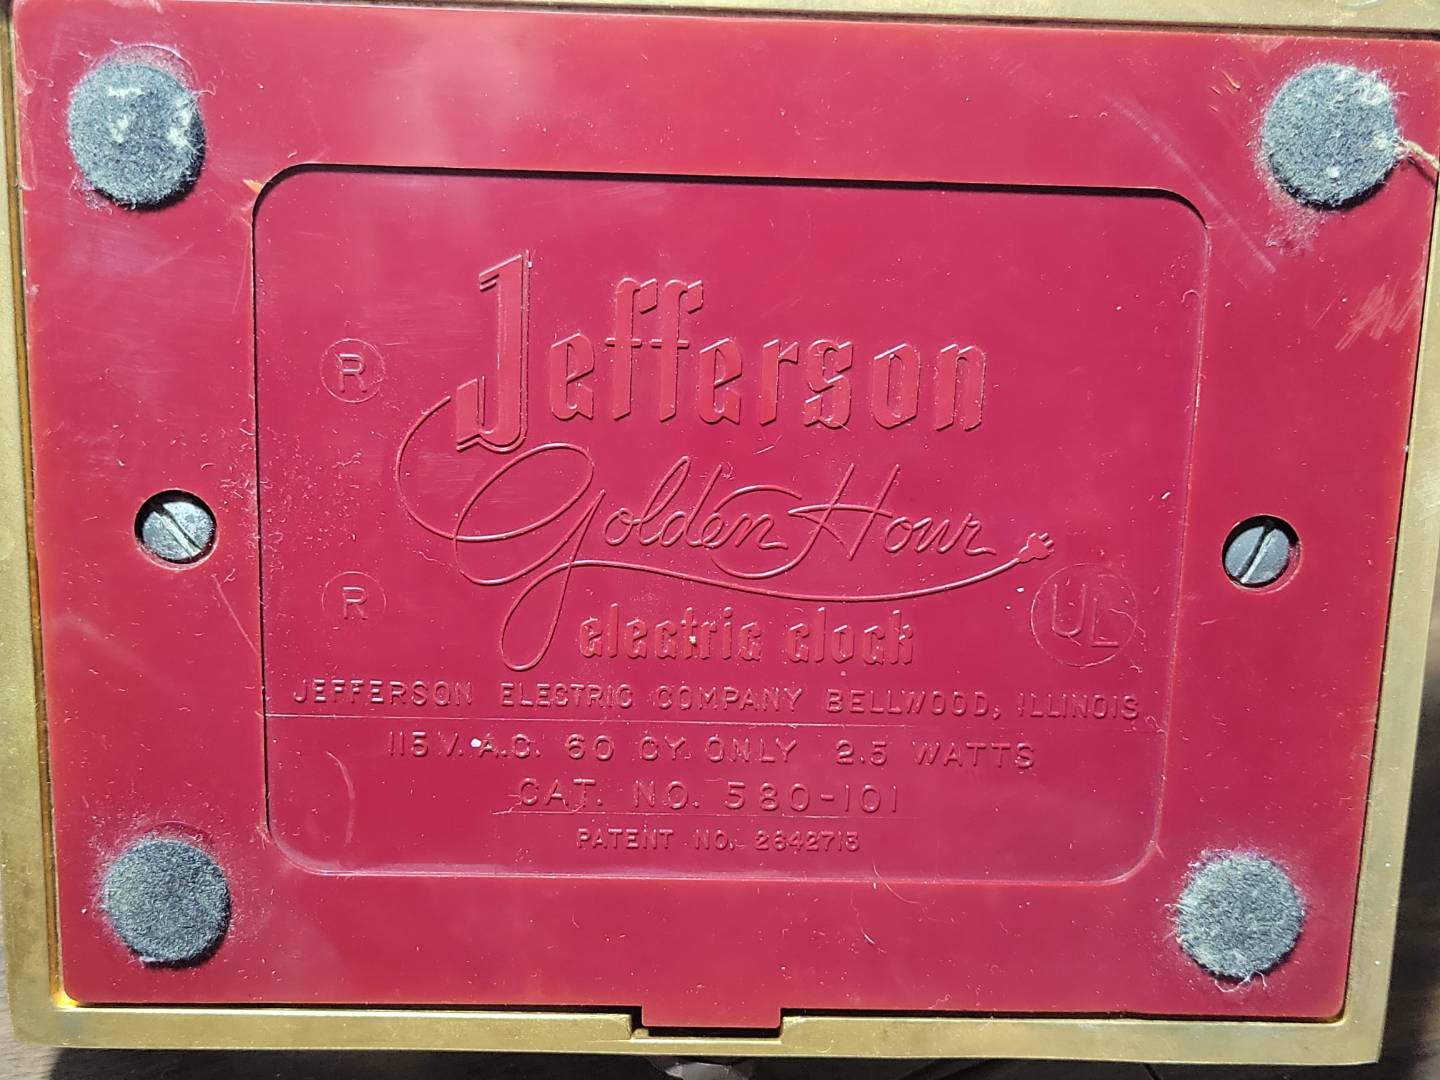 Jefferson
R
Golden Hour
R
electric clock
UL
JEFFERSON ELECTRIC COMPANY BELLWOOD, ILLINOIS
115 V. A.C. 60 CY. ONLY 2.5 WATTS
CAT. NO. 580-101
PATENT NO. 2642713